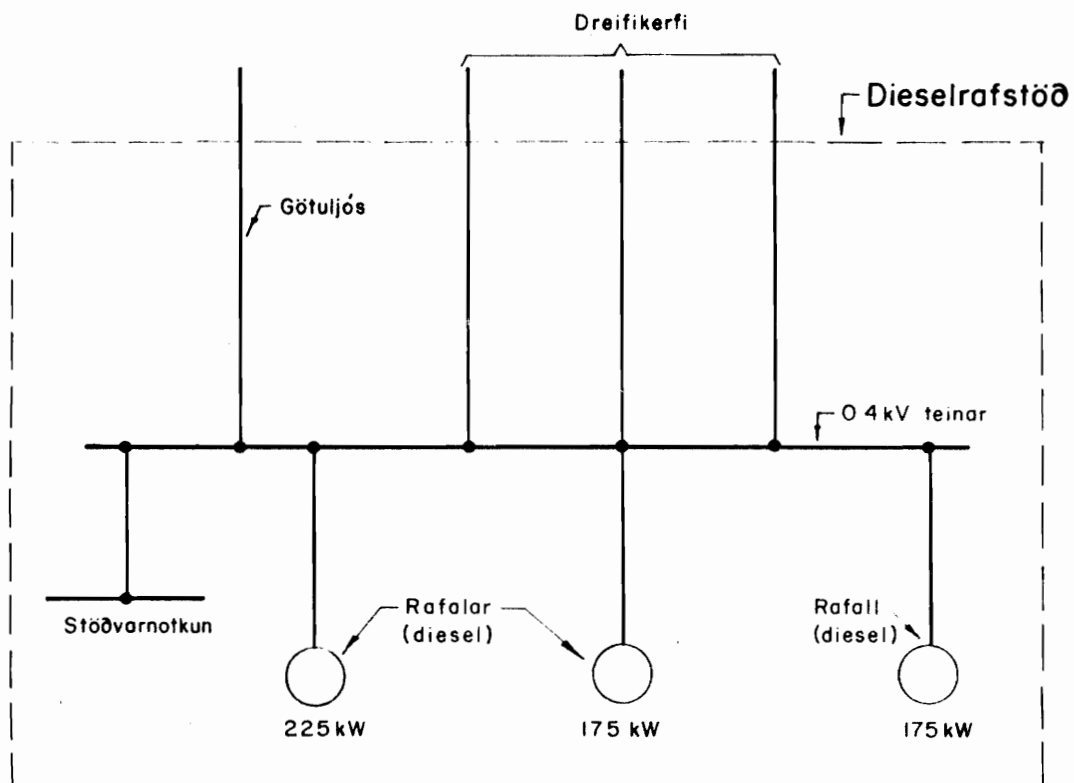 Dreifikerfi
Dieselrafstöð
Götuljós
0 4 kV teinar
Stöðvarnotkun
Rafalar
(diesel)
Rafall
(diesel)
225 kW
175 kW
175 kW